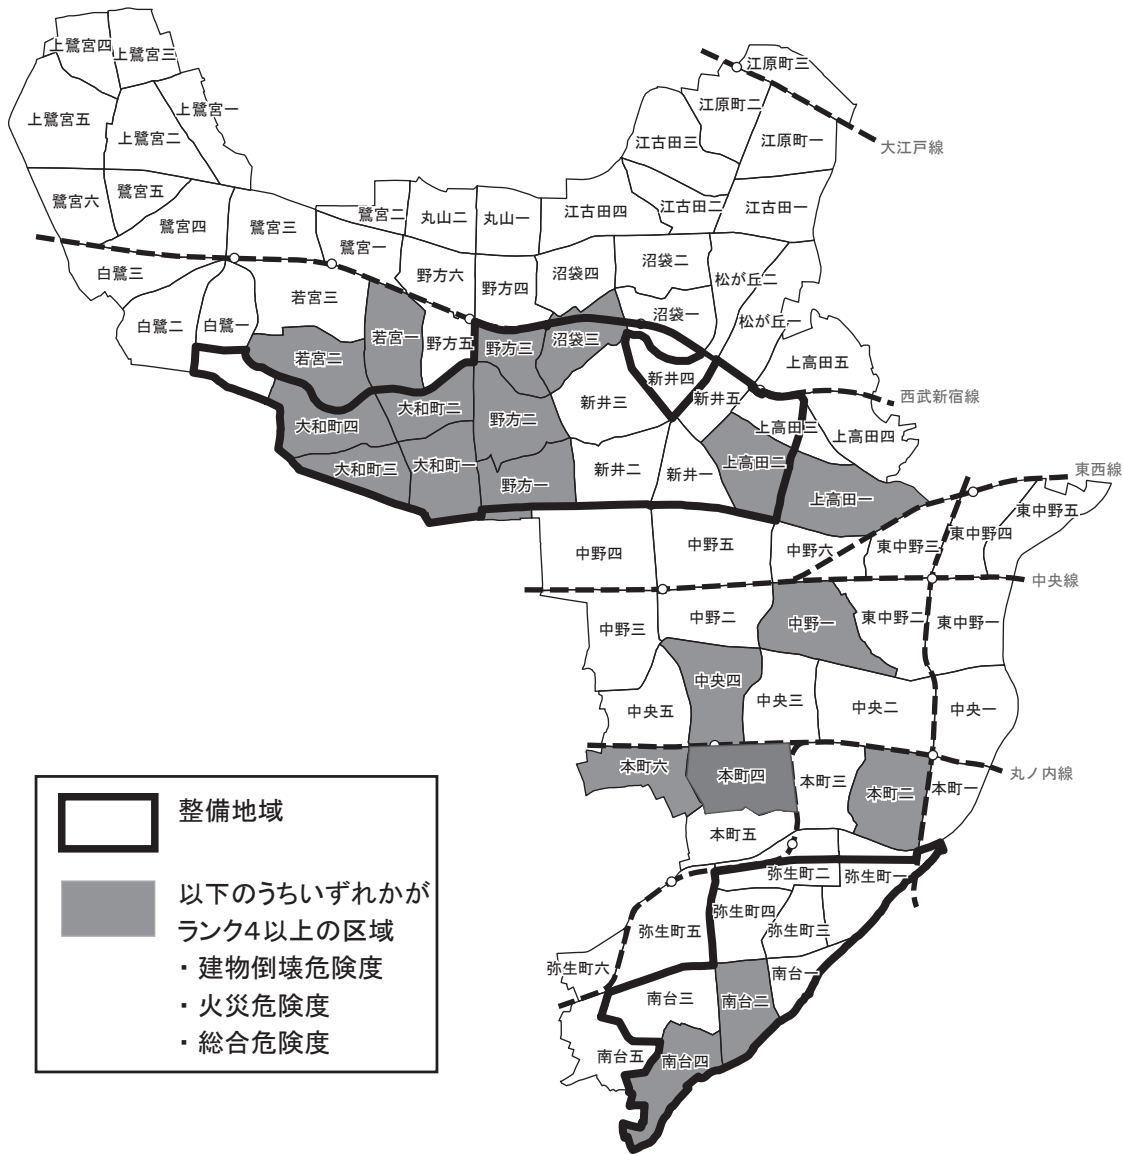 上鷺宮四
上鷺宮三
江原町三
上鷺宮一
江原町二
上鷺宮五
上鷺宮二
江古田三
江原町一
大江戸線
鷺宮六
鷺宮五
鷺宮四
鷺宮三
鷺宮二
丸山二
丸山一
江古田四
江古田二
江古田一
鷺宮一
白鷺三
野方六
野方四
沼袋四
沼袋二
松が丘二
若宮三
白鷺二
白鷺一
若宮一
野方五
野方三
沼袋三
沼袋一
松が丘一
若宮二
新井四
上高田五
西武新宿線
大和町四
大和町二
野方二
新井三
新井五
上高田三
上高田四
大和町三
大和町一
野方一
新井二
新井一
上高田二
上高田一
東西線
東中野五
中野四
中野五
中野六
東中野三
東中野四
中央線
中野三
中野二
中野一
東中野二
東中野一
中央五
中央四
中央三
中央二
中央一
本町六
本町四
本町三
本町二
本町一
丸ノ内線
本町五
弥生町二
弥生町一
弥生町五
弥生町四
弥生町三
弥生町六
南台三
南台二
南台一
南台五
南台四
整備地域
以下のうちいずれかが
ランク4以上の区域
・建物倒壊危険度
・火災危険度
・総合危険度